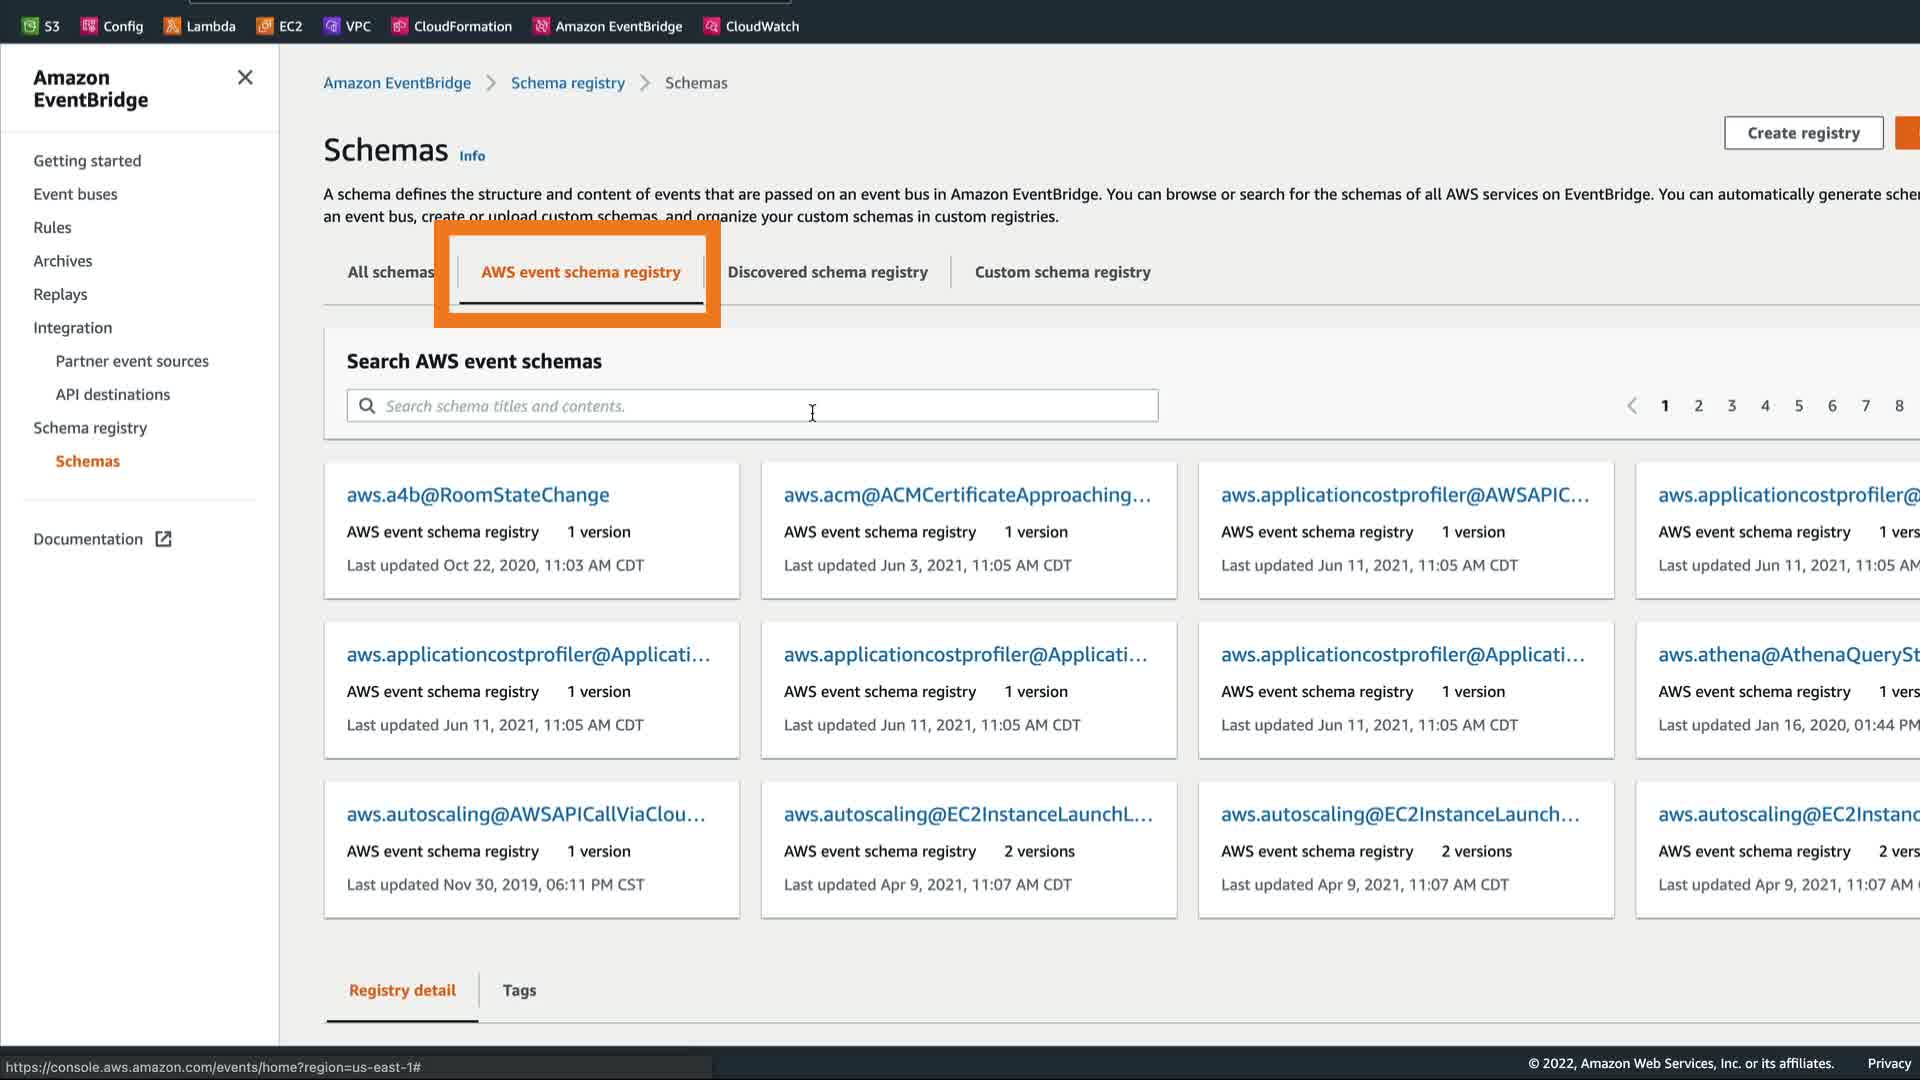 S3 Config Lambda EC2 VPC CloudFormation Amazon EventBridge CloudWatch
Amazon
EventBridge
Getting started
Event buses
Rules
Archives
Replays
Integration
Partner event sources
API destinations
Schema registry
Schemas
Documentation
Amazon EventBridge > Schema registry > Schemas
Create registry
Schemas Info
A schema defines the structure and content of events that are passed on an event bus in Amazon EventBridge. You can browse or search for the schemas of all AWS services on EventBridge. You can automatically generate
an event bus, create or upload custom schemas, and organize your custom schemas in custom registries.
All schemas AWS event schema registry Discovered schema registry Custom schema registry
Search AWS event schemas
Search schema titles and contents.
1 2 3 4 5 6 7 8
aws.a4b@RoomStateChange
AWS event schema registry 1 version
Last updated Oct 22, 2020, 11:03 AM CDT
aws.acm@ACMCertificateApproaching...
AWS event schema registry 1 version
Last updated Jun 3, 2021, 11:05 AM CDT
aws.applicationcostprofiler@AWSAPIC...
AWS event schema registry 1 version
Last updated Jun 11, 2021, 11:05 AM CDT
aws.applicationcostprofiler@
AWS event schema registry 1 vers
Last updated Jun 11, 2021, 11:05 AM
aws.applicationcostprofiler@Applicati...
AWS event schema registry 1 version
Last updated Jun 11, 2021, 11:05 AM CDT
aws.applicationcostprofiler@Applicati...
AWS event schema registry 1 version
Last updated Jun 11, 2021, 11:05 AM CDT
aws.applicationcostprofiler@Applicati...
AWS event schema registry 1 version
Last updated Jun 11, 2021, 11:05 AM CDT
aws.athena@AthenaQuerySt
AWS event schema registry 1 vers
Last updated Jan 16, 2020, 01:44 PM
aws.autoscaling@AWSAPICallViaClou...
AWS event schema registry 1 version
Last updated Nov 30, 2019, 06:11 PM CST
aws.autoscaling@EC2InstanceLaunchL...
AWS event schema registry 2 versions
Last updated Apr 9, 2021, 11:07 AM CDT
aws.autoscaling@EC2InstanceLaunch...
AWS event schema registry 2 versions
Last updated Apr 9, 2021, 11:07 AM CDT
aws.autoscaling@EC2Instanc
AWS event schema registry 2 vers
Last updated Apr 9, 2021, 11:07 AM
Registry detail Tags
https://console.aws.amazon.com/events/home?region=us-east-1#
© 2022, Amazon Web Services, Inc. or its affiliates. Privacy